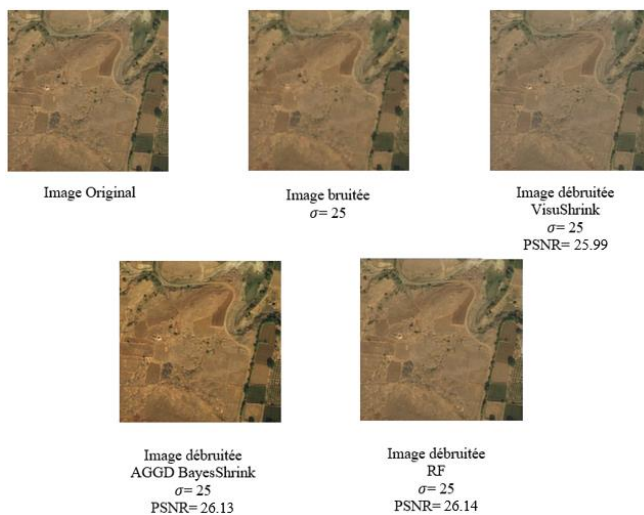 Image Original
Image bruitée
σ= 25
Image débruitée
VisuShrink
σ= 25
PSNR= 25.99
Image débruitée
AGGD BayesShrink
σ= 25
PSNR= 26.13
Image débruitée
RF
σ= 25
PSNR= 26.14